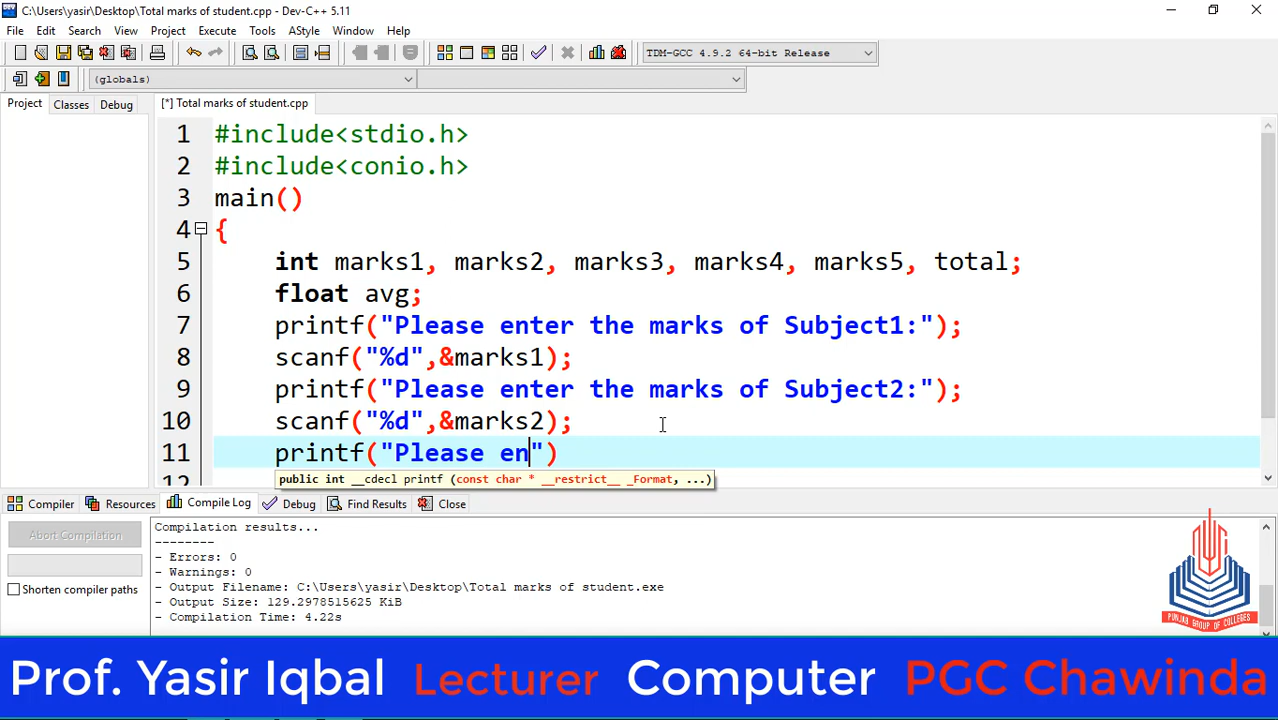 C:\Users\yasir\Desktop\Total marks of student.cpp - Dev-C++ 5.11
File Edit Search View Project Execute Tools AStyle Window Help
TDM-GCC 4.9.2 64-bit Release
(globals)
Project Classes Debug [*] Total marks of student.cpp
1 #include<stdio.h>
2 #include<conio.h>
3 main()
4 {
5 int marks1, marks2, marks3, marks4, marks5, total;
6 float avg;
7 printf("Please enter the marks of Subject1:");
8 scanf("%d",&marks1);
9 printf("Please enter the marks of Subject2:");
10 scanf("%d",&marks2);
11 printf("Please en")
12 public int __cdecl printf (const char * __restrict__ _Format, ...)
Compiler Resources Compile Log Debug Find Results Close
Abort Compilation
Shorten compiler paths
Compilation results...
--------
- Errors: 0
- Warnings: 0
- Output Filename: C:\Users\yasir\Desktop\Total marks of student.exe
- Output Size: 129.2978515625 KiB
- Compilation Time: 4.22s
PUNJAB GROUP OF COLLEGES
Prof. Yasir Iqbal Lecturer Computer PGC Chawinda